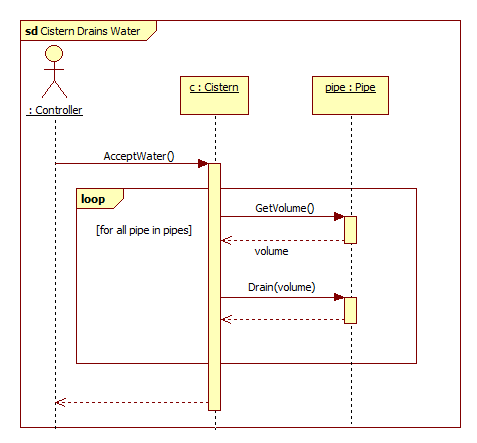 sd Cistern Drains Water
: Controller
c : Cistern
pipe : Pipe
AcceptWater()
loop
[for all pipe in pipes]
GetVolume()
volume
Drain(volume)